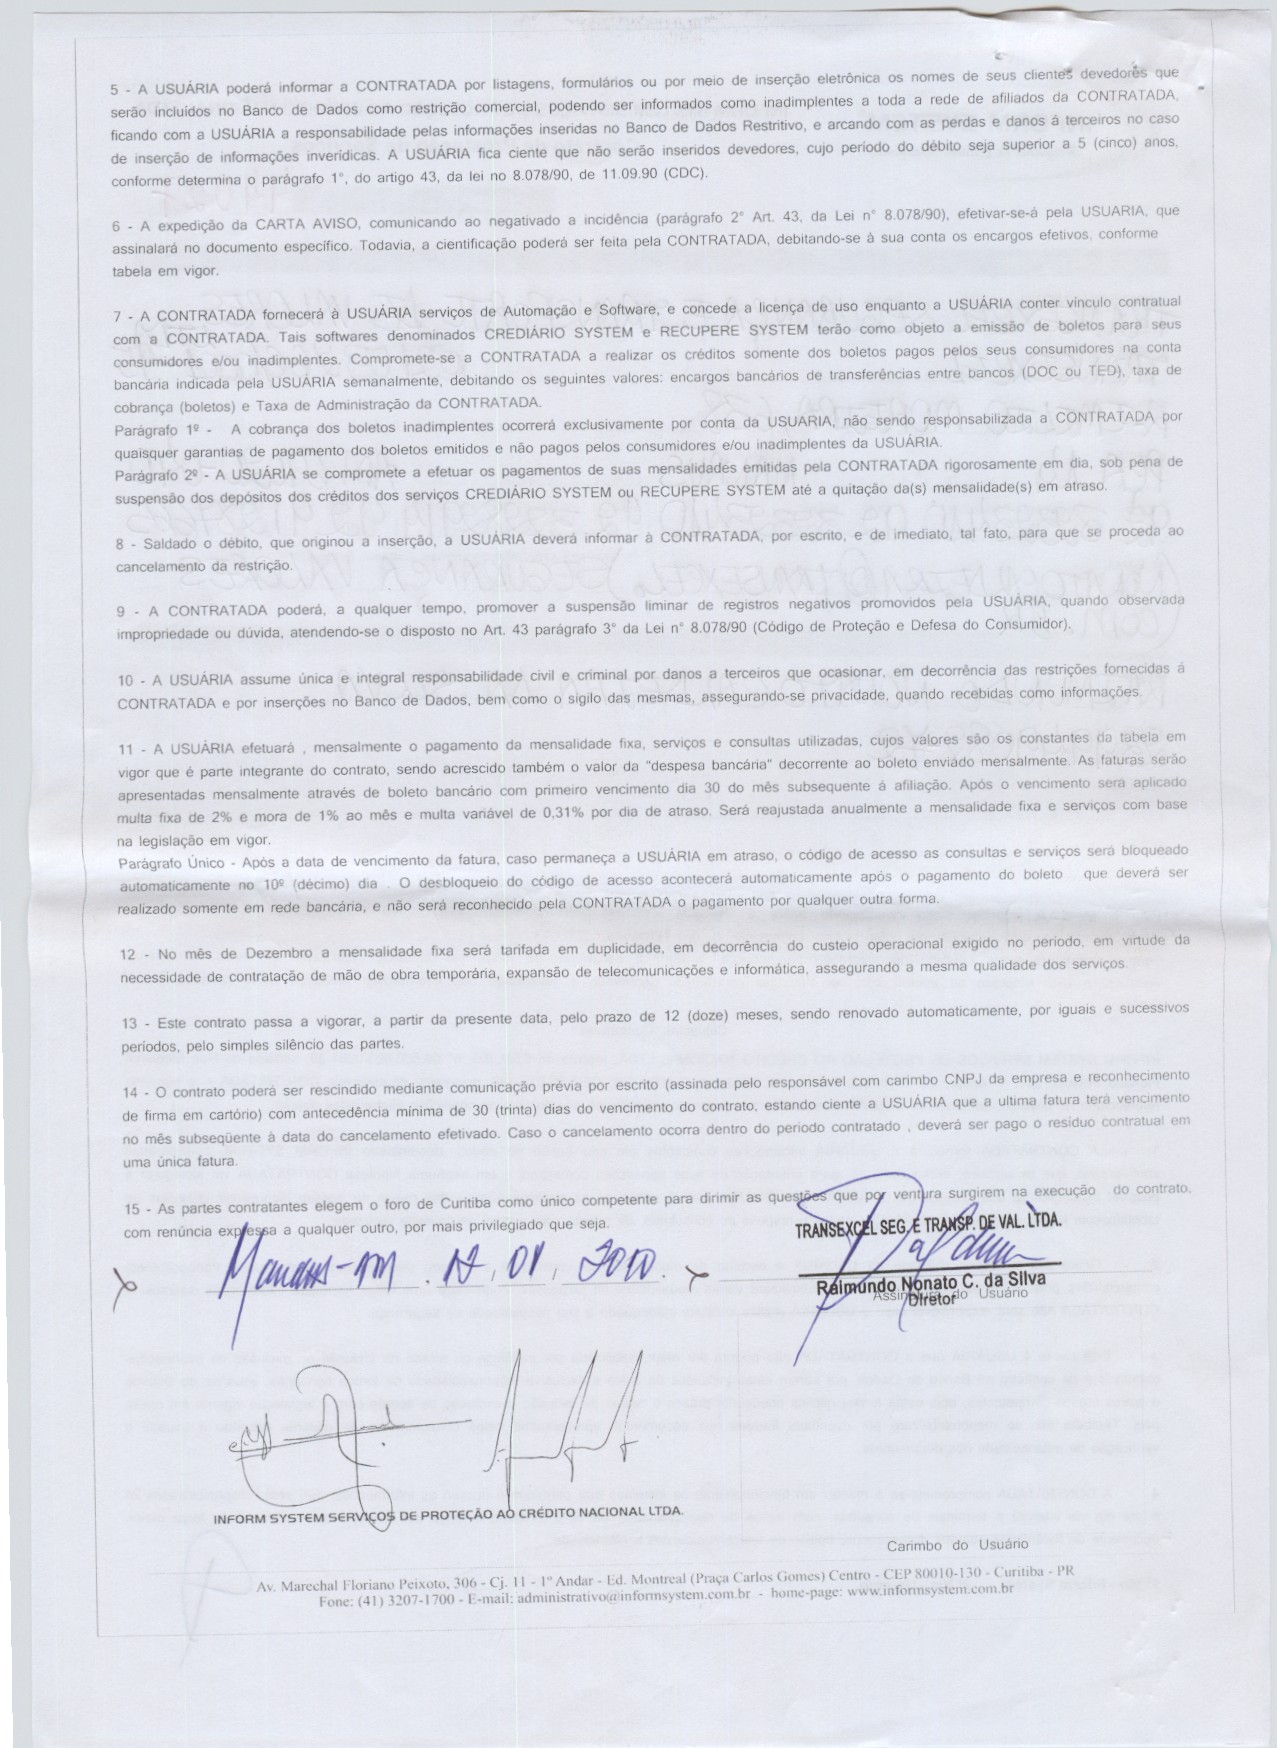 5 - A USUÁRIA poderá informar a CONTRATADA por listagens, formulários ou por meio de inserção eletrônica os nomes de seus clientes devedores que
serão incluídos no Banco de Dados como restrição comercial, podendo ser informados como inadimplentes a toda a rede de afiliados da CONTRATADA,
ficando com a USUÁRIA a responsabilidade pelas informações inseridas no Banco de Dados Restritivo, e arcando com as perdas e danos á terceiros no caso
de inserção de informações inverídicas. A USUÁRIA fica ciente que não serão inseridos devedores, cujo período do débito seja superior a 5 (cinco) anos,
conforme determina o parágrafo 1°, do artigo 43, da lei no 8.078/90, de 11.09.90 (CDC).
6 - A expedição da CARTA AVISO, comunicando ao negativado a incidência (parágrafo 2° Art. 43, da Lei n° 8.078/90), efetivar-se-á pela USUARIA, que
assinalará no documento específico. Todavia, a cientificação poderá ser feita pela CONTRATADA, debitando-se à sua conta os encargos efetivos, conforme
tabela em vigor.
7 - A CONTRATADA fornecerá à USUÁRIA serviços de Automação e Software, e concede a licença de uso enquanto a USUÁRIA conter vínculo contratual
com a CONTRATADA. Tais softwares denominados CREDIÁRIO SYSTEM e RECUPERE SYSTEM terão como objeto a emissão de boletos para seus
consumidores e/ou inadimplentes. Compromete-se a CONTRATADA a realizar os créditos somente dos boletos pagos pelos seus consumidores na conta
bancária indicada pela USUÁRIA semanalmente, debitando os seguintes valores: encargos bancários de transferências entre bancos (DOC ou TED), taxa de
cobrança (boletos) e Taxa de Administração da CONTRATADA.
Parágrafo 1º - A cobrança dos boletos inadimplentes ocorrerá exclusivamente por conta da USUARIA, não sendo responsabilizada a CONTRATADA por
quaisquer garantias de pagamento dos boletos emitidos e não pagos pelos consumidores e/ou inadimplentes da USUÁRIA.
Parágrafo 2º - A USUÁRIA se compromete a efetuar os pagamentos de suas mensalidades emitidas pela CONTRATADA rigorosamente em dia, sob pena de
suspensão dos depósitos dos créditos dos serviços CREDIÁRIO SYSTEM ou RECUPERE SYSTEM até a quitação da(s) mensalidade(s) em atraso.
8 - Saldado o débito, que originou a inserção, a USUÁRIA deverá informar à CONTRATADA, por escrito, e de imediato, tal fato, para que se proceda ao
cancelamento da restrição.
9 - A CONTRATADA poderá, a qualquer tempo, promover a suspensão liminar de registros negativos promovidos pela USUÁRIA, quando observada
impropriedade ou dúvida, atendendo-se o disposto no Art. 43 parágrafo 3° da Lei n° 8.078/90 (Código de Proteção e Defesa do Consumidor).
10 - A USUÁRIA assume única e integral responsabilidade civil e criminal por danos a terceiros que ocasionar, em decorrência das restrições fornecidas á
CONTRATADA e por inserções no Banco de Dados, bem como o sigilo das mesmas, assegurando-se privacidade, quando recebidas como informações.
11 - A USUÁRIA efetuará , mensalmente o pagamento da mensalidade fixa, serviços e consultas utilizadas, cujos valores são os constantes da tabela em
vigor que é parte integrante do contrato, sendo acrescido também o valor da "despesa bancária" decorrente ao boleto enviado mensalmente. As faturas serão
apresentadas mensalmente através de boleto bancário com primeiro vencimento dia 30 do mês subsequente á afiliação. Após o vencimento será aplicado
multa fixa de 2% e mora de 1% ao mês e multa variável de 0,31% por dia de atraso. Será reajustada anualmente a mensalidade fixa e serviços com base
na legislação em vigor.
Parágrafo Único - Após a data de vencimento da fatura, caso permaneça a USUÁRIA em atraso, o código de acesso as consultas e serviços será bloqueado
automaticamente no 10º (décimo) dia . O desbloqueio do código de acesso acontecerá automaticamente após o pagamento do boleto que deverá ser
realizado somente em rede bancária, e não será reconhecido pela CONTRATADA o pagamento por qualquer outra forma.
12 - No mês de Dezembro a mensalidade fixa será tarifada em duplicidade, em decorrência do custeio operacional exigido no período, em virtude da
necessidade de contratação de mão de obra temporária, expansão de telecomunicações e informática, assegurando a mesma qualidade dos serviços.
13 - Este contrato passa a vigorar, a partir da presente data, pelo prazo de 12 (doze) meses, sendo renovado automaticamente, por iguais e sucessivos
períodos, pelo simples silêncio das partes.
14 - O contrato poderá ser rescindido mediante comunicação prévia por escrito (assinada pelo responsável com carimbo CNPJ da empresa e reconhecimento
de firma em cartório) com antecedência mínima de 30 (trinta) dias do vencimento do contrato, estando ciente a USUÁRIA que a ultima fatura terá vencimento
no mês subseqüente à data do cancelamento efetivado. Caso o cancelamento ocorra dentro do período contratado , deverá ser pago o resíduo contratual em
uma única fatura.
15 - As partes contratantes elegem o foro de Curitiba como único competente para dirimir as questões que por ventura surgirem na execução do contrato,
com renúncia expressa a qualquer outro, por mais privilegiado que seja.
TRANSEXCEL SEG. E TRANSP. DE VAL. LTDA.
Manaus-AM. 12, 01, 2010.
Raimundo Nonato C. da Silva
Assinatura do Usuário
Diretor
INFORM SYSTEM SERVIÇOS DE PROTEÇÃO AO CRÉDITO NACIONAL LTDA.
Carimbo do Usuário
Av. Marechal Floriano Peixoto, 306 - Cj. 11 - 1º Andar - Ed. Montreal (Praça Carlos Gomes) Centro - CEP 80010-130 - Curitiba - PR
Fone: (41) 3207-1700 - E-mail: administrativo@informsystem.com.br - home-page: www.informsystem.com.br